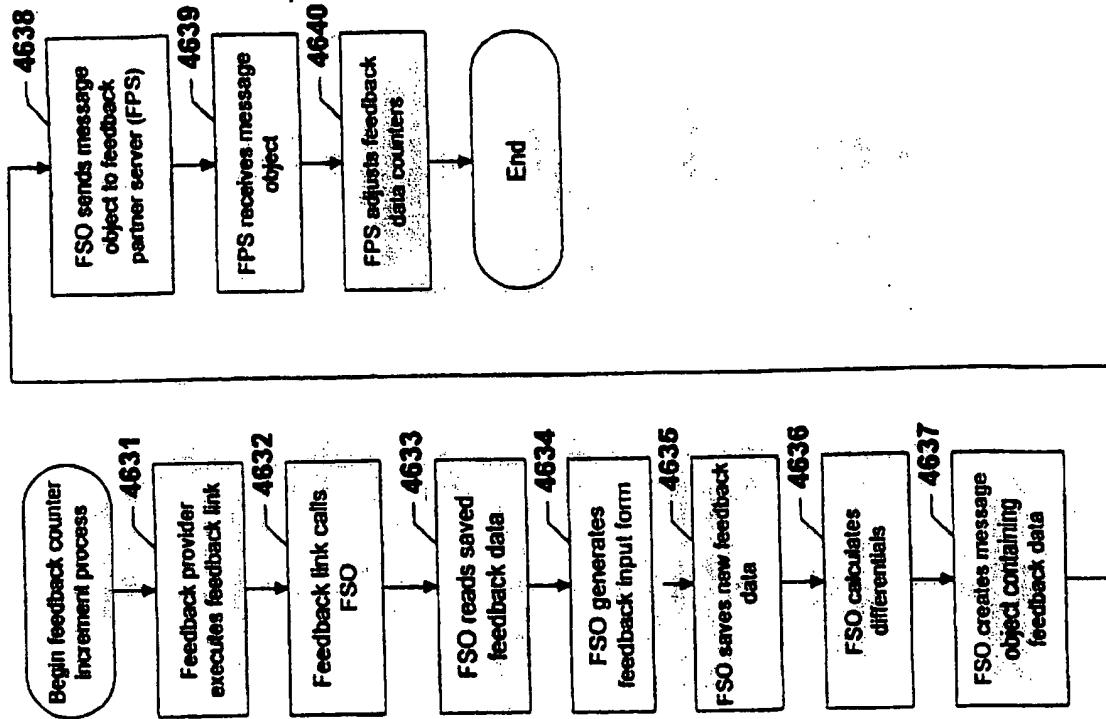 Begin feedback counter
increment process
4631
Feedback provider
executes feedback link
4632
Feedback link calls
FSO
4633
FSO reads saved
feedback data
4634
FSO generates
feedback input form
4635
FSO saves new feedback
data
4636
FSO calculates
differentials
4637
FSO creates message
object containing
feedback data
4638
FSO sends message
object to feedback
partner server (FPS)
4639
FPS receives message
object
4640
FPS adjusts feedback
data counters
End